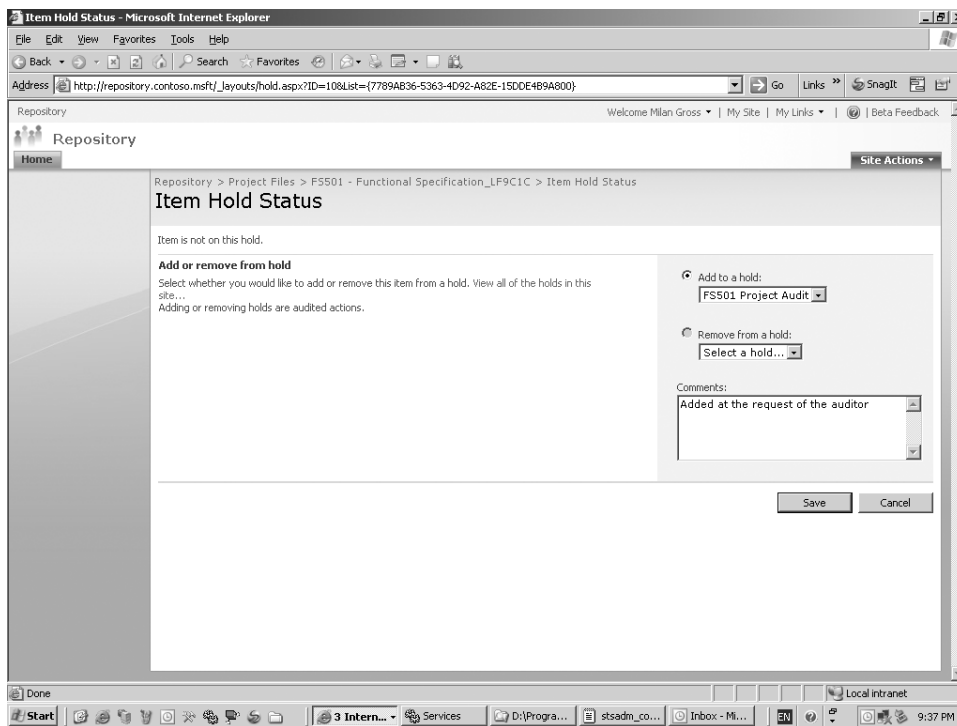 Item Hold Status - Microsoft Internet Explorer
File Edit View Favorites Tools Help
Back Search Favorites
Address http://repository.contoso.msft/_layouts/hold.aspx?ID=10&List={7789AB36-5363-4D92-A82E-15DDE4B9A800} Go Links » SnagIt
Repository Welcome Milan Gross | My Site | My Links | | Beta Feedback
Repository
Home Site Actions
Repository > Project Files > FS501 - Functional Specification_LF9C1C > Item Hold Status
Item Hold Status
Item is not on this hold.
Add or remove from hold
Select whether you would like to add or remove this item from a hold. View all of the holds in this
site...
Adding or removing holds are audited actions.
Add to a hold:
FS501 Project Audit
Remove from a hold:
Select a hold...
Comments:
Added at the request of the auditor
Save Cancel
Done Local intranet
Start 3 Intern... Services D:\Progra... stsadm_co... Inbox - Mi... EN 9:37 PM